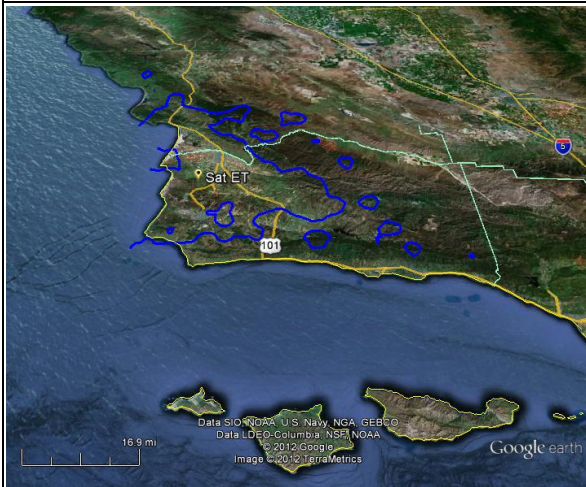 5
Sat ET
101
Data SIO, NOAA, U.S. Navy, NGA, GEBCO
Data LDEO-Columbia, NSF, NOAA
© 2012 Google
Image © 2012 TerraMetrics
16.9 mi
Google earth